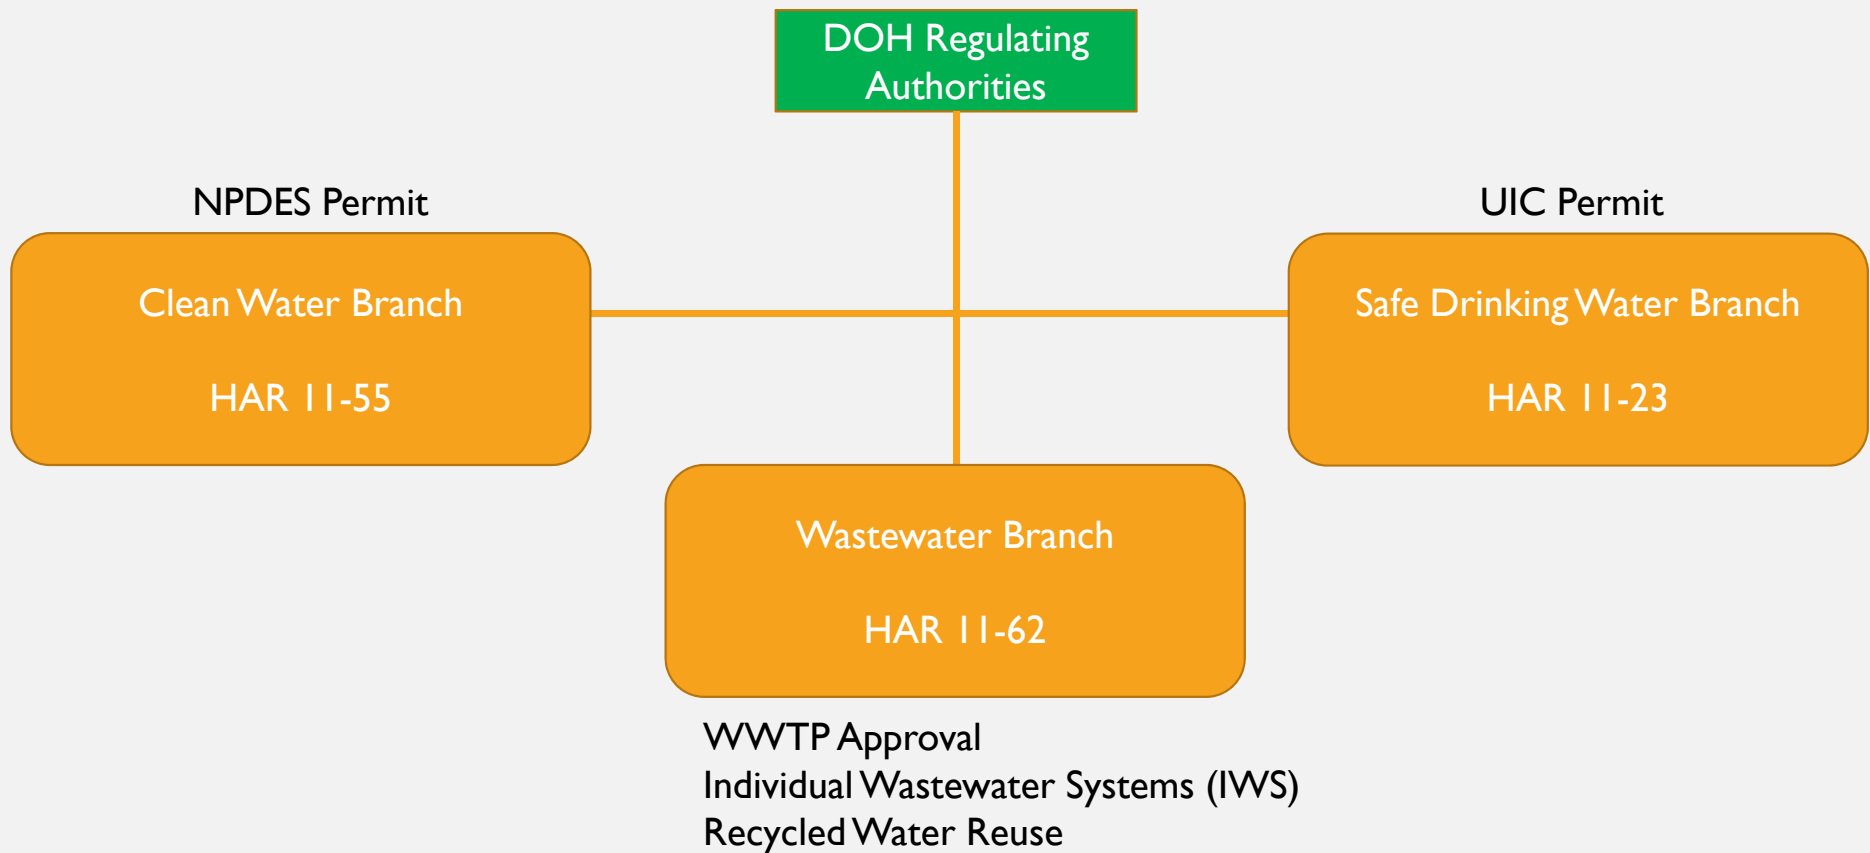 DOH Regulating
Authorities
NPDES Permit
UIC Permit
Clean Water Branch
HAR 11-55
Safe Drinking Water Branch
HAR 11-23
Wastewater Branch
HAR 11-62
WWTP Approval
Individual Wastewater Systems (IWS)
Recycled Water Reuse